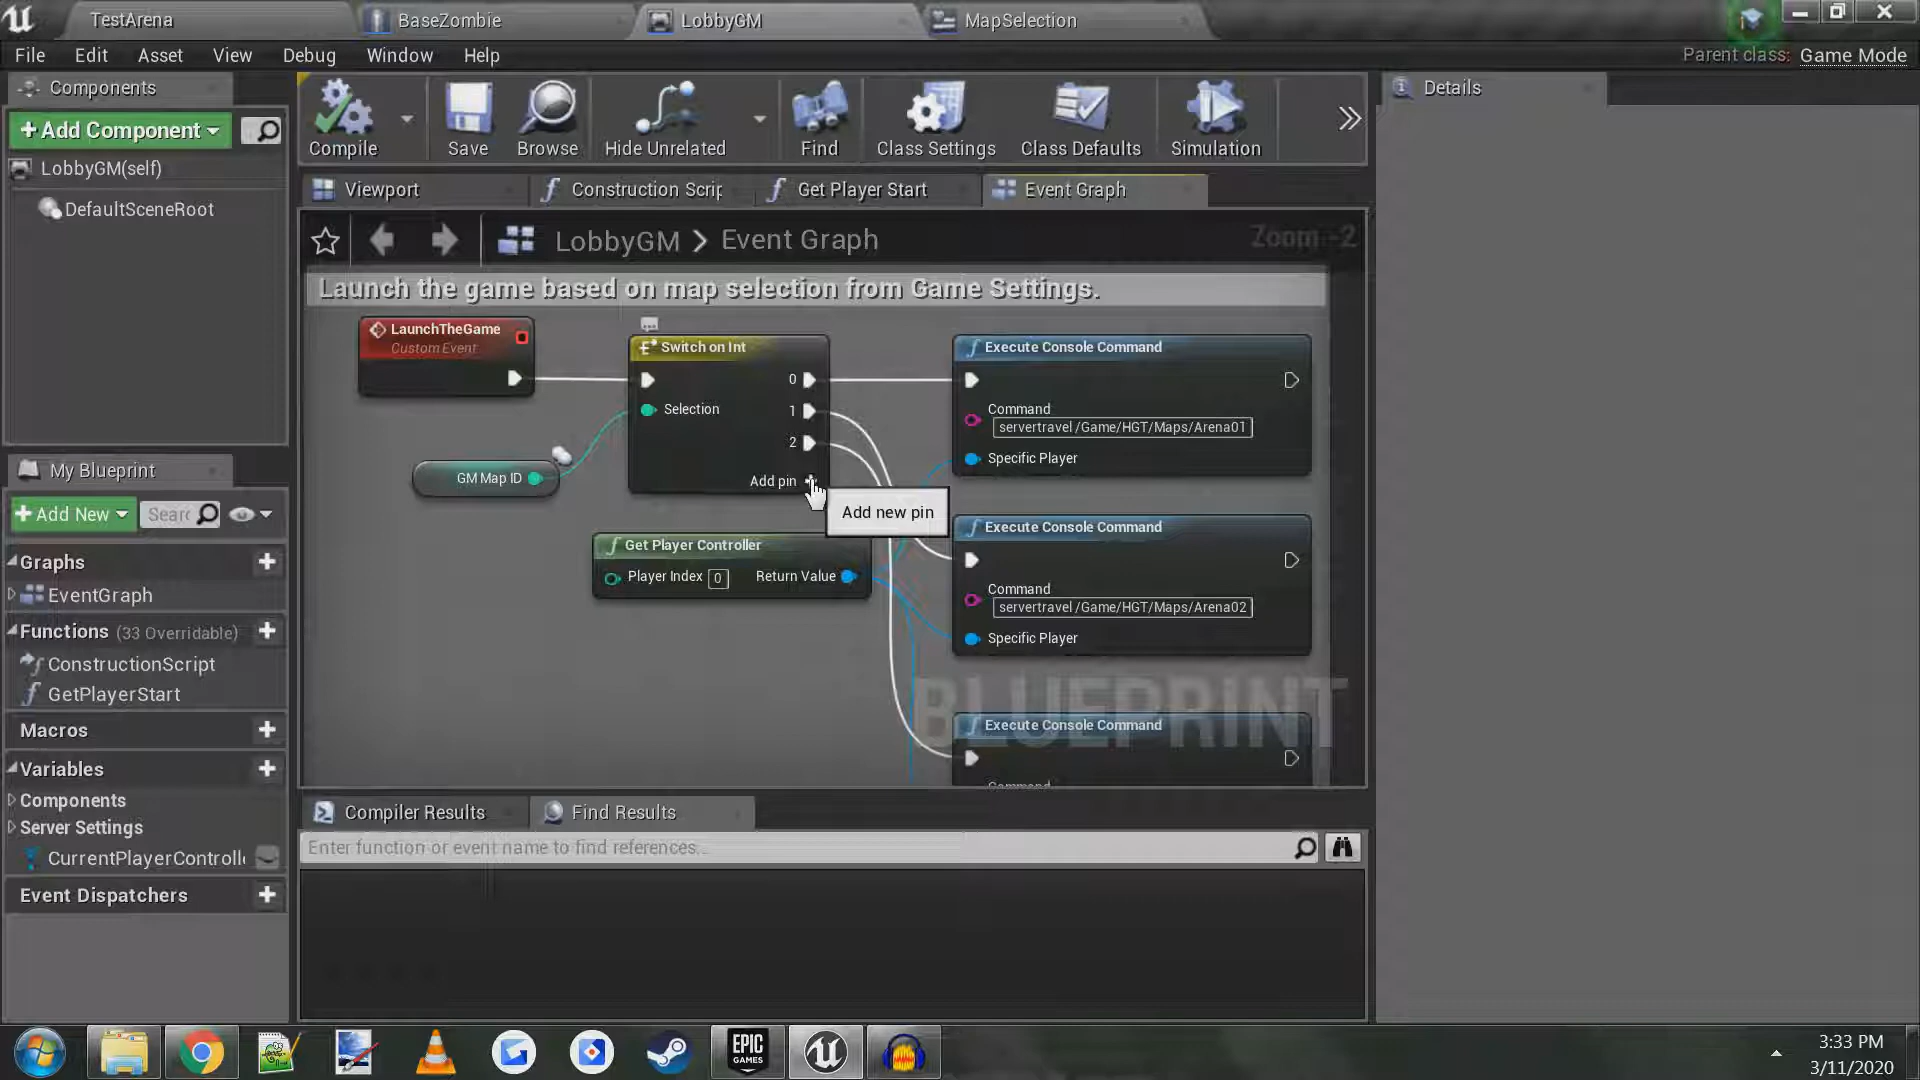 TestArena
BaseZombie
LobbyGM
MapSelection
File Edit Asset View Debug Window Help
Parent class: Game Mode
Components
+ Add Component
LobbyGM(self)
DefaultSceneRoot
Compile
Save
Browse
Hide Unrelated
Find
Class Settings
Class Defaults
Simulation
Details
Viewport
Construction Scrip
Get Player Start
Event Graph
LobbyGM > Event Graph
Zoom -2
Launch the game based on map selection from Game Settings.
LaunchTheGame
Custom Event
Switch on Int
0
Selection
1
2
Add pin +
GM Map ID
Add new pin
Get Player Controller
Player Index 0 Return Value
Execute Console Command
Command
servertravel /Game/HGT/Maps/Arena01
Specific Player
Execute Console Command
Command
servertravel /Game/HGT/Maps/Arena02
Specific Player
BLUEPRINT
Execute Console Command
My Blueprint
+ Add New
Searc
Graphs +
EventGraph
Functions (33 Overridable) +
ConstructionScript
GetPlayerStart
Macros +
Variables +
Components
Server Settings
CurrentPlayerControlle
Event Dispatchers +
Compiler Results
Find Results
Enter function or event name to find references...
EPIC
GAMES
3:33 PM
3/11/2020